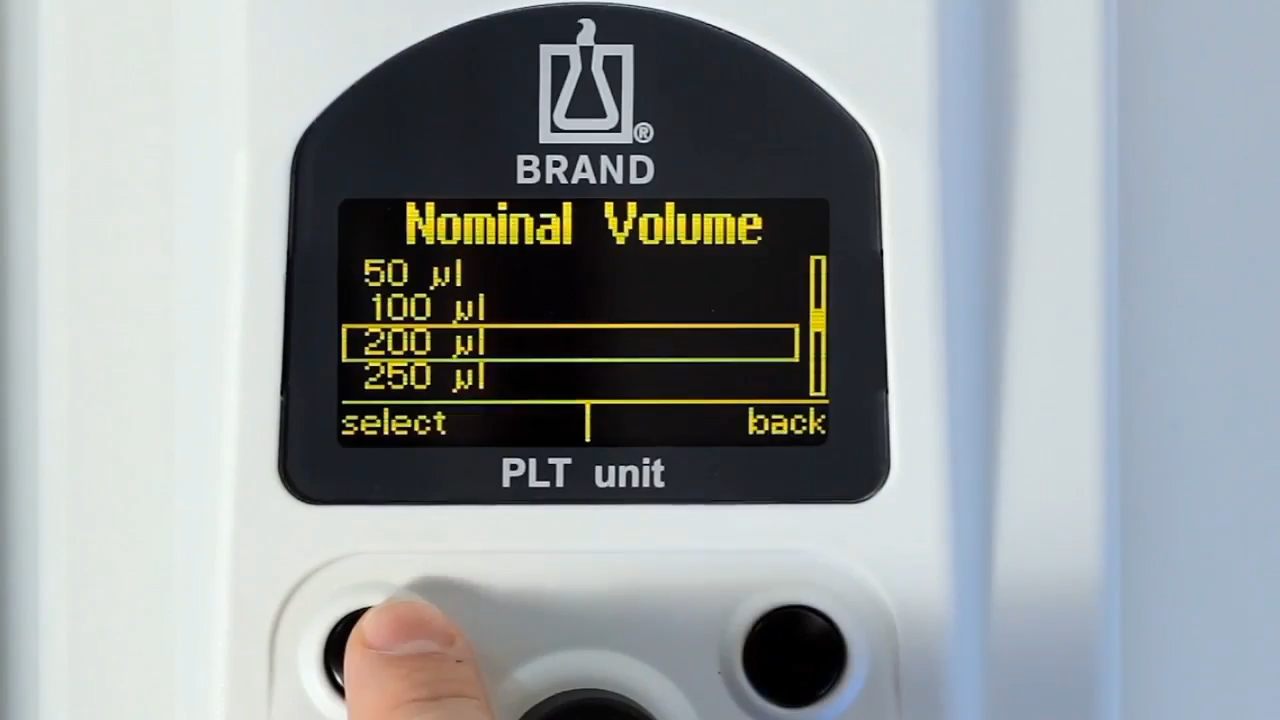 ®
BRAND
Nominal Volume
50 µl
100 µl
200 µl
250 µl
select back
PLT unit